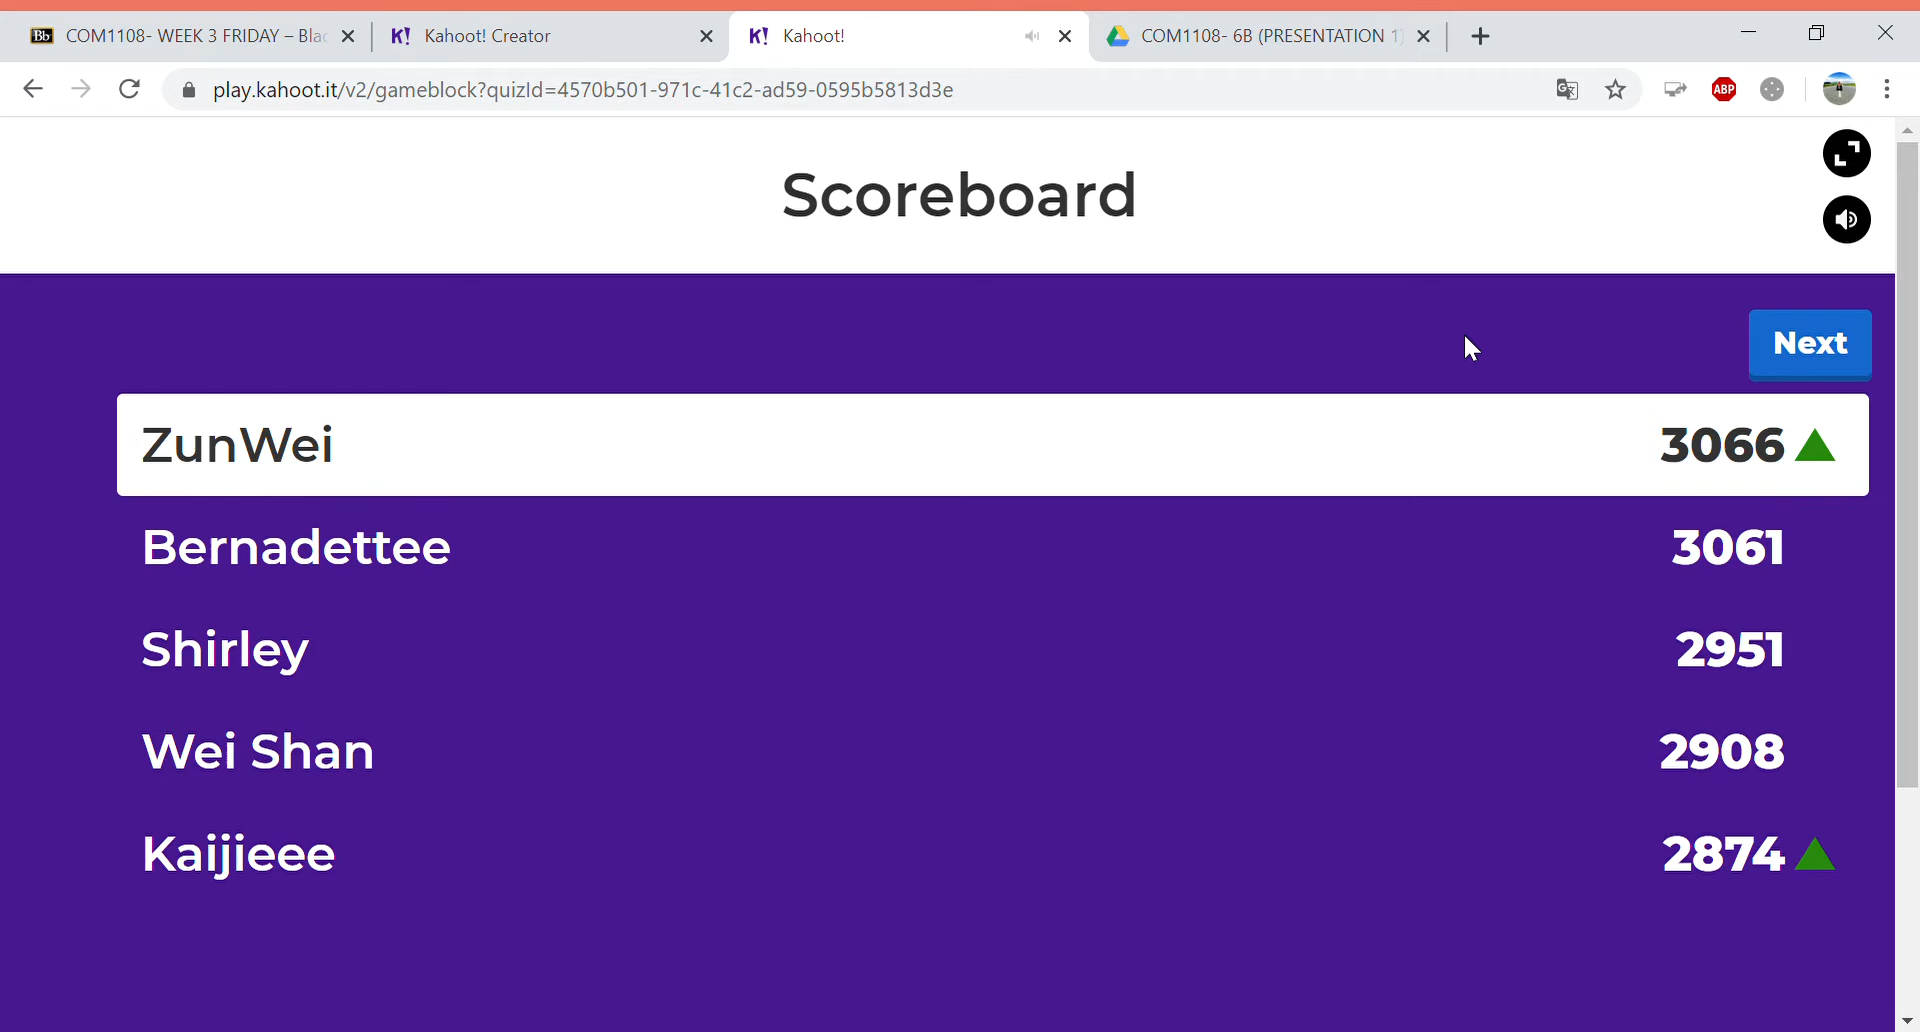 COM1108- WEEK 3 FRIDAY – Bla
Kahoot! Creator
Kahoot!
COM1108- 6B (PRESENTATION 1)
play.kahoot.it/v2/gameblock?quizId=4570b501-971c-41c2-ad59-0595b5813d3e
ABP
Scoreboard
Next
ZunWei 3066
Bernadettee 3061
Shirley 2951
Wei Shan 2908
Kaijieee 2874